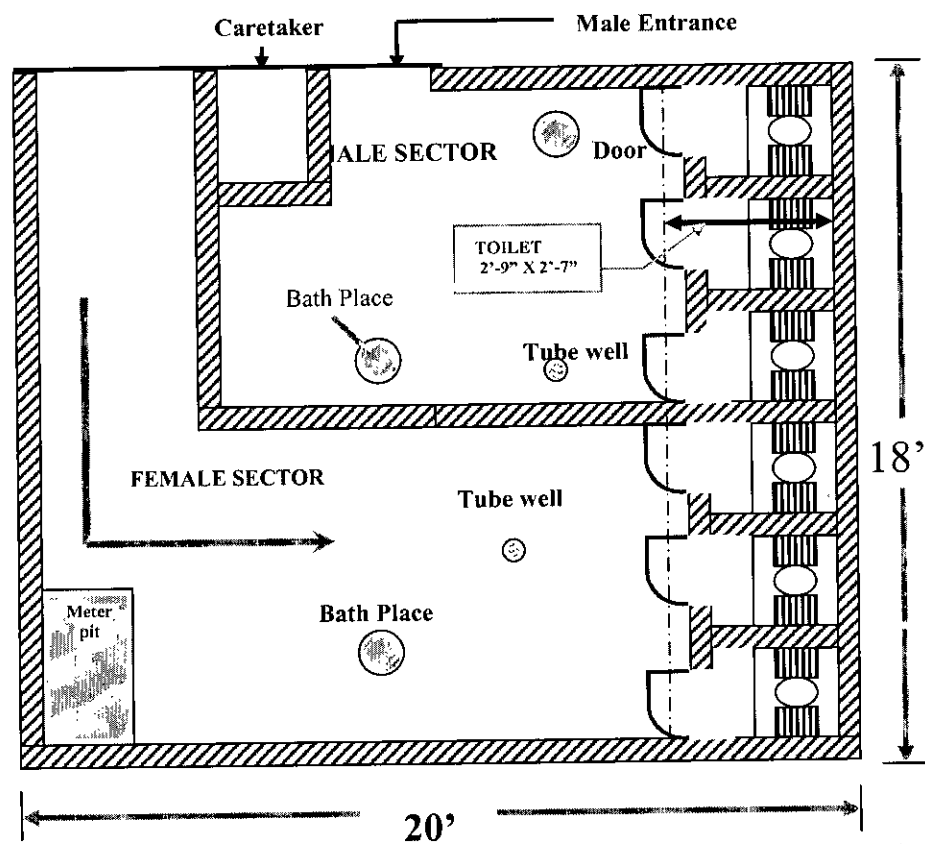 Caretaker
Male Entrance
IALE SECTOR
Door
TOILET
2'-9" X 2'-7"
Bath Place
Tube well
18'
FEMALE SECTOR
Tube well
Meter
pit
Bath Place
20'